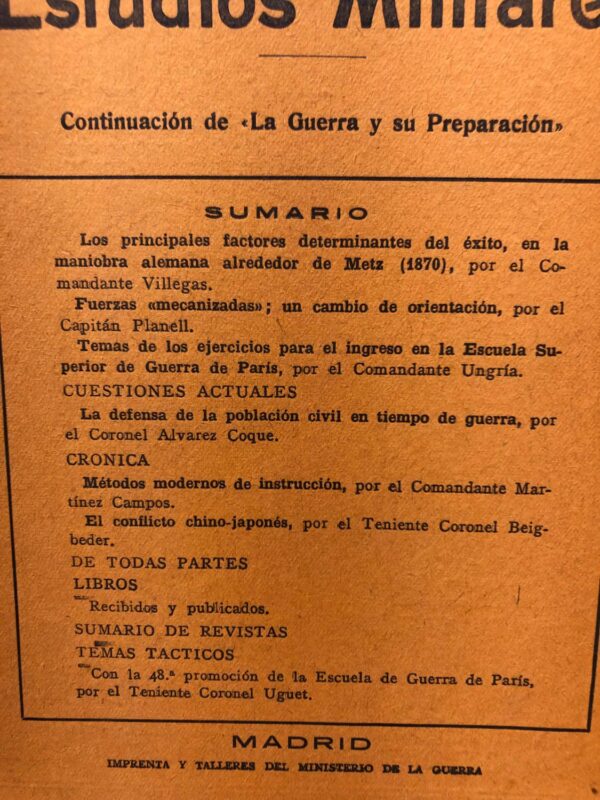 Estudios Militare
Continuación de «La Guerra y su Preparación»
SUMARIO
Los principales factores determinantes del éxito, en la
maniobra alemana alrededor de Metz (1870), por el Co-
mandante Villegas.
Fuerzas «mecanizadas»; un cambio de orientación, por el
Capitán Planell.
Temas de los ejercicios para el ingreso en la Escuela Su-
perior de Guerra de París, por el Comandante Ungría.
CUESTIONES ACTUALES
La defensa de la población civil en tiempo de guerra, por
el Coronel Alvarez Coque.
CRONICA
Métodos modernos de instrucción, por el Comandante Mar-
tínez Campos.
El conflicto chino-japonés, por el Teniente Coronel Beig-
beder.
DE TODAS PARTES
LIBROS
Recibidos y publicados.
SUMARIO DE REVISTAS
TEMAS TACTICOS
Con la 48.ª promoción de la Escuela de Guerra de París,
por el Teniente Coronel Uguet.
MADRID
IMPRENTA Y TALLERES DEL MINISTERIO DE LA GUERRA